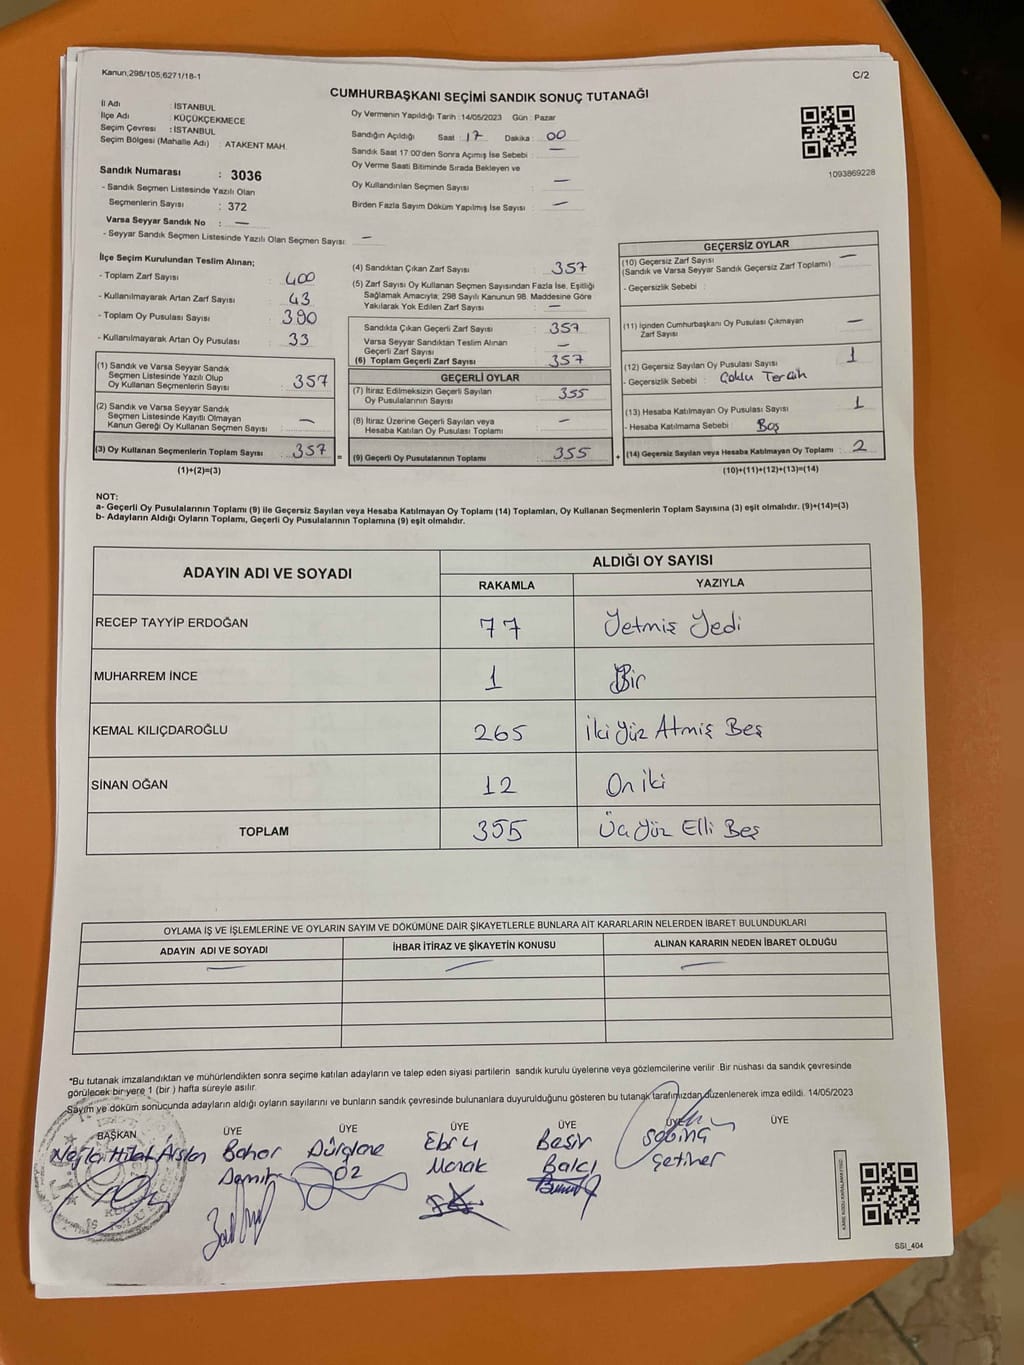 Kanun,298/105,6271/18-1
C/2
CUMHURBAŞKANI SEÇİMİ SANDIK SONUÇ TUTANAĞI
İl Adı : İSTANBUL
İlçe Adı : KÜÇÜKÇEKMECE
Seçim Çevresi : İSTANBUL
Seçim Bölgesi (Mahalle Adı) : ATAKENT MAH.
Sandık Numarası : 3036
- Sandık Seçmen Listesinde Yazılı Olan
Seçmenlerin Sayısı : 372
Varsa Seyyar Sandık No : —
- Seyyar Sandık Seçmen Listesinde Yazılı Olan Seçmen Sayısı: —
Oy Vermenin Yapıldığı Tarih :14/05/2023 Gün : Pazar
Sandığın Açıldığı Saat : 17 Dakika : 00
Sandık Saat 17:00'den Sonra Açımış İse Sebebi : —
Oy Verme Saati Bitiminde Sırada Bekleyen ve
Oy Kullandırılan Seçmen Sayısı : —
Birden Fazla Sayım Döküm Yapılmış İse Sayısı : —
1093869228
İlçe Seçim Kurulundan Teslim Alınan;
- Toplam Zarf Sayısı : 400
- Kullanılmayarak Artan Zarf Sayısı : 43
- Toplam Oy Pusulası Sayısı : 390
- Kullanılmayarak Artan Oy Pusulası : 33
(1) Sandık ve Varsa Seyyar Sandık
Seçmen Listesinde Yazılı Olup
Oy Kullanan Seçmenlerin Sayısı : 357
(2) Sandık ve Varsa Seyyar Sandık
Seçmen Listesinde Kayıtlı Olmayan
Kanun Gereği Oy Kullanan Seçmen Sayısı : —
(3) Oy Kullanan Seçmenlerin Toplam Sayısı : 357
(1)+(2)=(3)
=
(4) Sandıktan Çıkan Zarf Sayısı : 357
(5) Zarf Sayısı Oy Kullanan Seçmen Sayısından Fazla İse, Eşitliği
Sağlamak Amacıyla; 298 Sayılı Kanunun 98. Maddesine Göre
Yakılarak Yok Edilen Zarf Sayısı : —
Sandıkta Çıkan Geçerli Zarf Sayısı : 357
Varsa Seyyar Sandıktan Teslim Alınan
Geçerli Zarf Sayısı : —
(6) Toplam Geçerli Zarf Sayısı : 357
GEÇERLİ OYLAR
(7) İtiraz Edilmeksizin Geçerli Sayılan
Oy Pusulalarının Sayısı : 355
(8) İtiraz Üzerine Geçerli Sayılan veya
Hesaba Katılan Oy Pusulası Toplamı : —
(9) Geçerli Oy Pusulalarının Toplamı : 355
+
GEÇERSİZ OYLAR
(10) Geçersiz Zarf Sayısı : —
(Sandık ve Varsa Seyyar Sandık Geçersiz Zarf Toplamı)
- Geçersizlik Sebebi :
(11) İçinden Cumhurbaşkanı Oy Pusulası Çıkmayan
Zarf Sayısı : —
(12) Geçersiz Sayılan Oy Pusulası Sayısı : 1
- Geçersizlik Sebebi : Çoklu Tercih
(13) Hesaba Katılmayan Oy Pusulası Sayısı : 1
- Hesaba Katılmama Sebebi : Boş
(14) Geçersiz Sayılan veya Hesaba Katılmayan Oy Toplamı : 2
(10)+(11)+(12)+(13)=(14)
NOT:
a- Geçerli Oy Pusulalarının Toplamı (9) ile Geçersiz Sayılan veya Hesaba Katılmayan Oy Toplamı (14) Toplamları, Oy Kullanan Seçmenlerin Toplam Sayısına (3) eşit olmalıdır. (9)+(14)=(3)
b- Adayların Aldığı Oyların Toplamı, Geçerli Oy Pusulalarının Toplamına (9) eşit olmalıdır.
ADAYIN ADI VE SOYADI
ALDIĞI OY SAYISI
RAKAMLA YAZIYLA
RECEP TAYYİP ERDOĞAN 77 Yetmiş Yedi
MUHARREM İNCE 1 Bir
KEMAL KILIÇDAROĞLU 265 İki Yüz Atmış Beş
SİNAN OĞAN 12 On iki
TOPLAM 355 Üç Yüz Elli Beş
OYLAMA İŞ VE İŞLEMLERİNE VE OYLARIN SAYIM VE DÖKÜMÜNE DAİR ŞİKAYETLERLE BUNLARA AİT KARARLARIN NELERDEN İBARET BULUNDUKLARI
ADAYIN ADI VE SOYADI İHBAR İTİRAZ VE ŞİKAYETİN KONUSU ALINAN KARARIN NEDEN İBARET OLDUĞU
— — —
*Bu tutanak imzalandıktan ve mühürlendikten sonra seçime katılan adayların ve talep eden siyasi partilerin sandık kurulu üyelerine veya gözlemcilerine verilir .Bir nüshası da sandık çevresinde
görülecek bir yere 1 (bir ) hafta süreyle asılır.
Sayım ve döküm sonucunda adayların aldığı oyların sayılarını ve bunların sandık çevresinde bulunanlara duyurulduğunu gösteren bu tutanak tarafımızdan düzenlenerek imza edildi. 14/05/2023
BAŞKAN ÜYE ÜYE ÜYE ÜYE ÜYE ÜYE
Arslan Bahar Ebru Besir Sabina
Demir ÖZ Balcı Çetiner
SSI_404